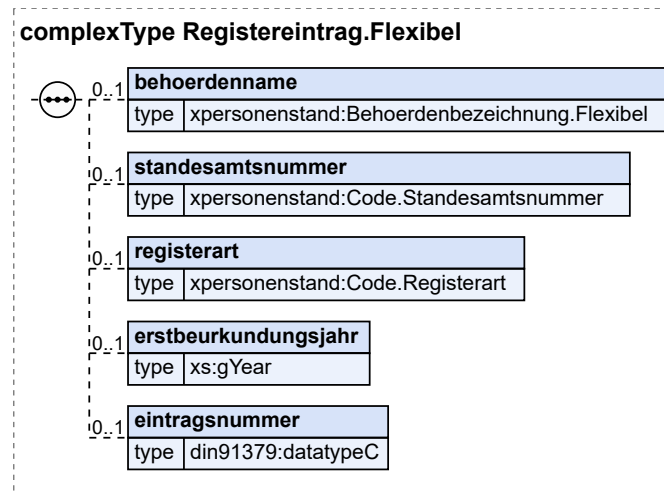 complexType Registereintrag.Flexibel
0..1 behoerdenname
type xpersonenstand:Behoerdenbezeichnung.Flexibel
0..1 standesamtsnummer
type xpersonenstand:Code.Standesamtsnummer
0..1 registerart
type xpersonenstand:Code.Registerart
0..1 erstbeurkundungsjahr
type xs:gYear
0..1 eintragsnummer
type din91379:datatypeC